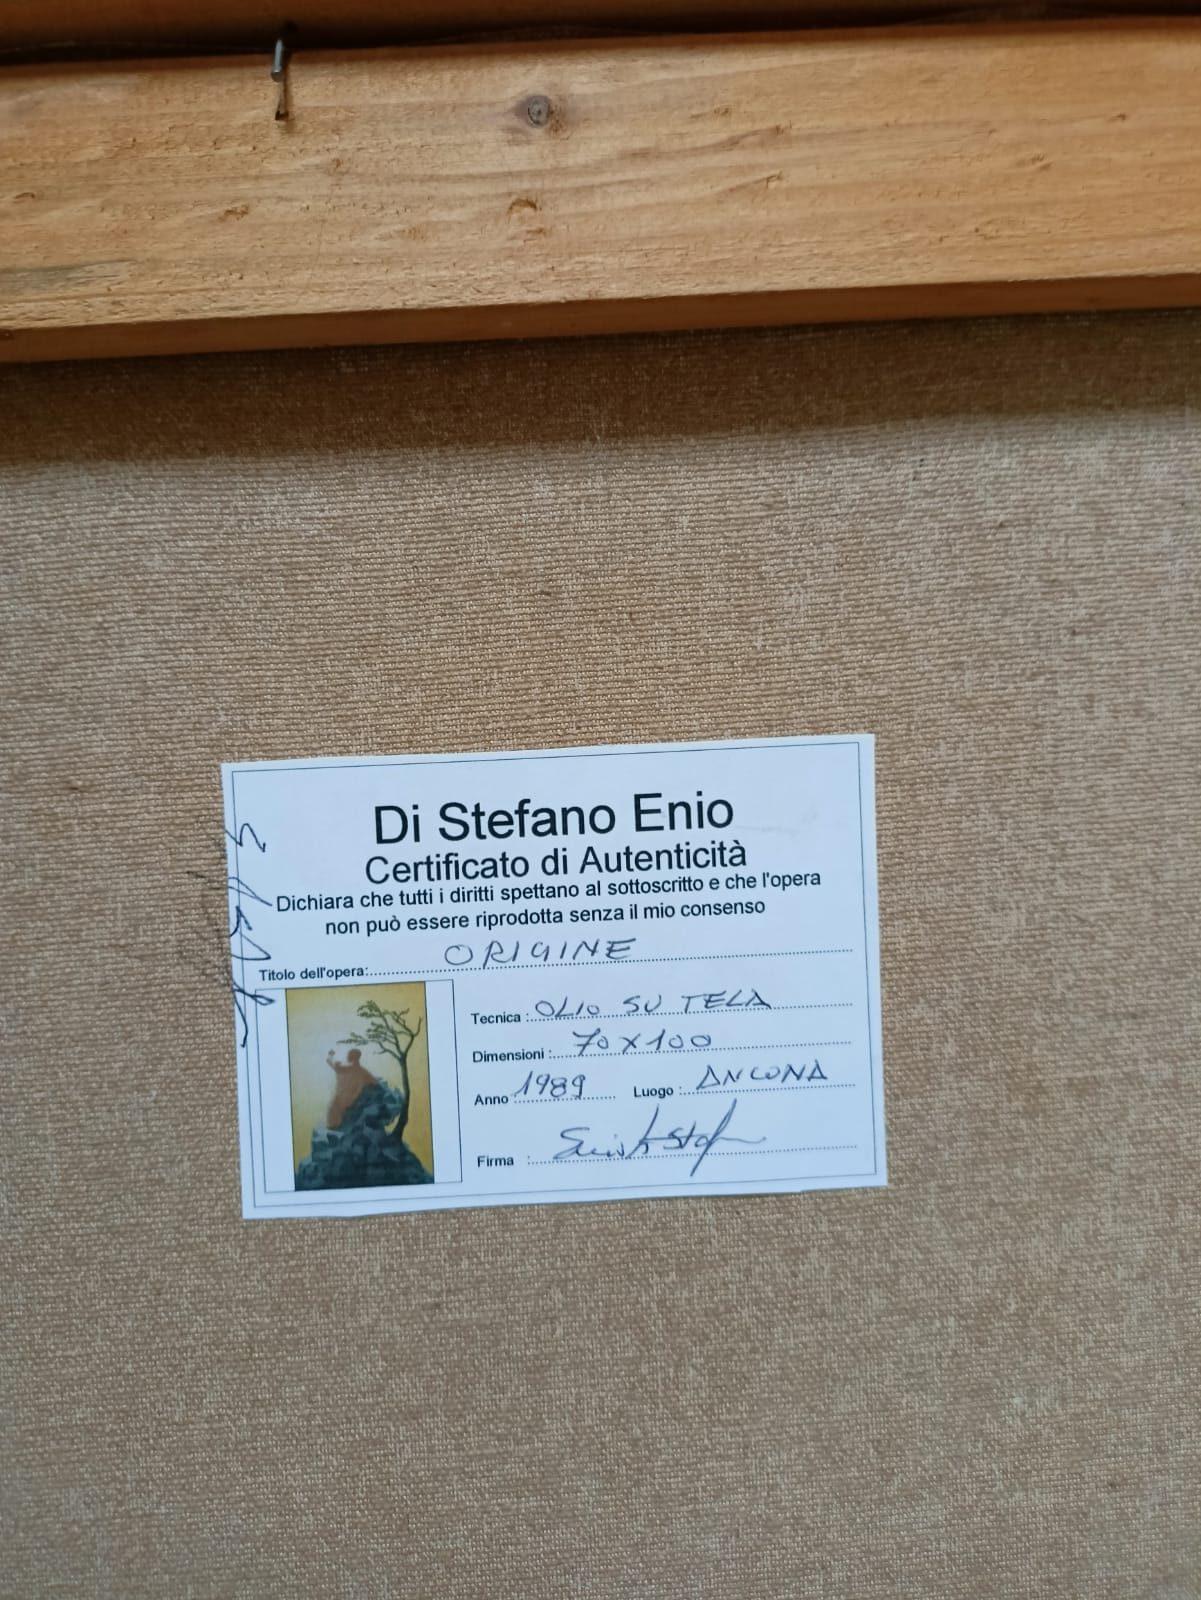 Di Stefano Enio
Certificato di Autenticità
Dichiara che tutti i diritti spettano al sottoscritto e che l'opera
non può essere riprodotta senza il mio consenso
Titolo dell'opera: ORIGINE
Tecnica : OLIO SU TELA
Dimensioni : 70 X 100
Anno 1989 Luogo : ANCONA
Firma :